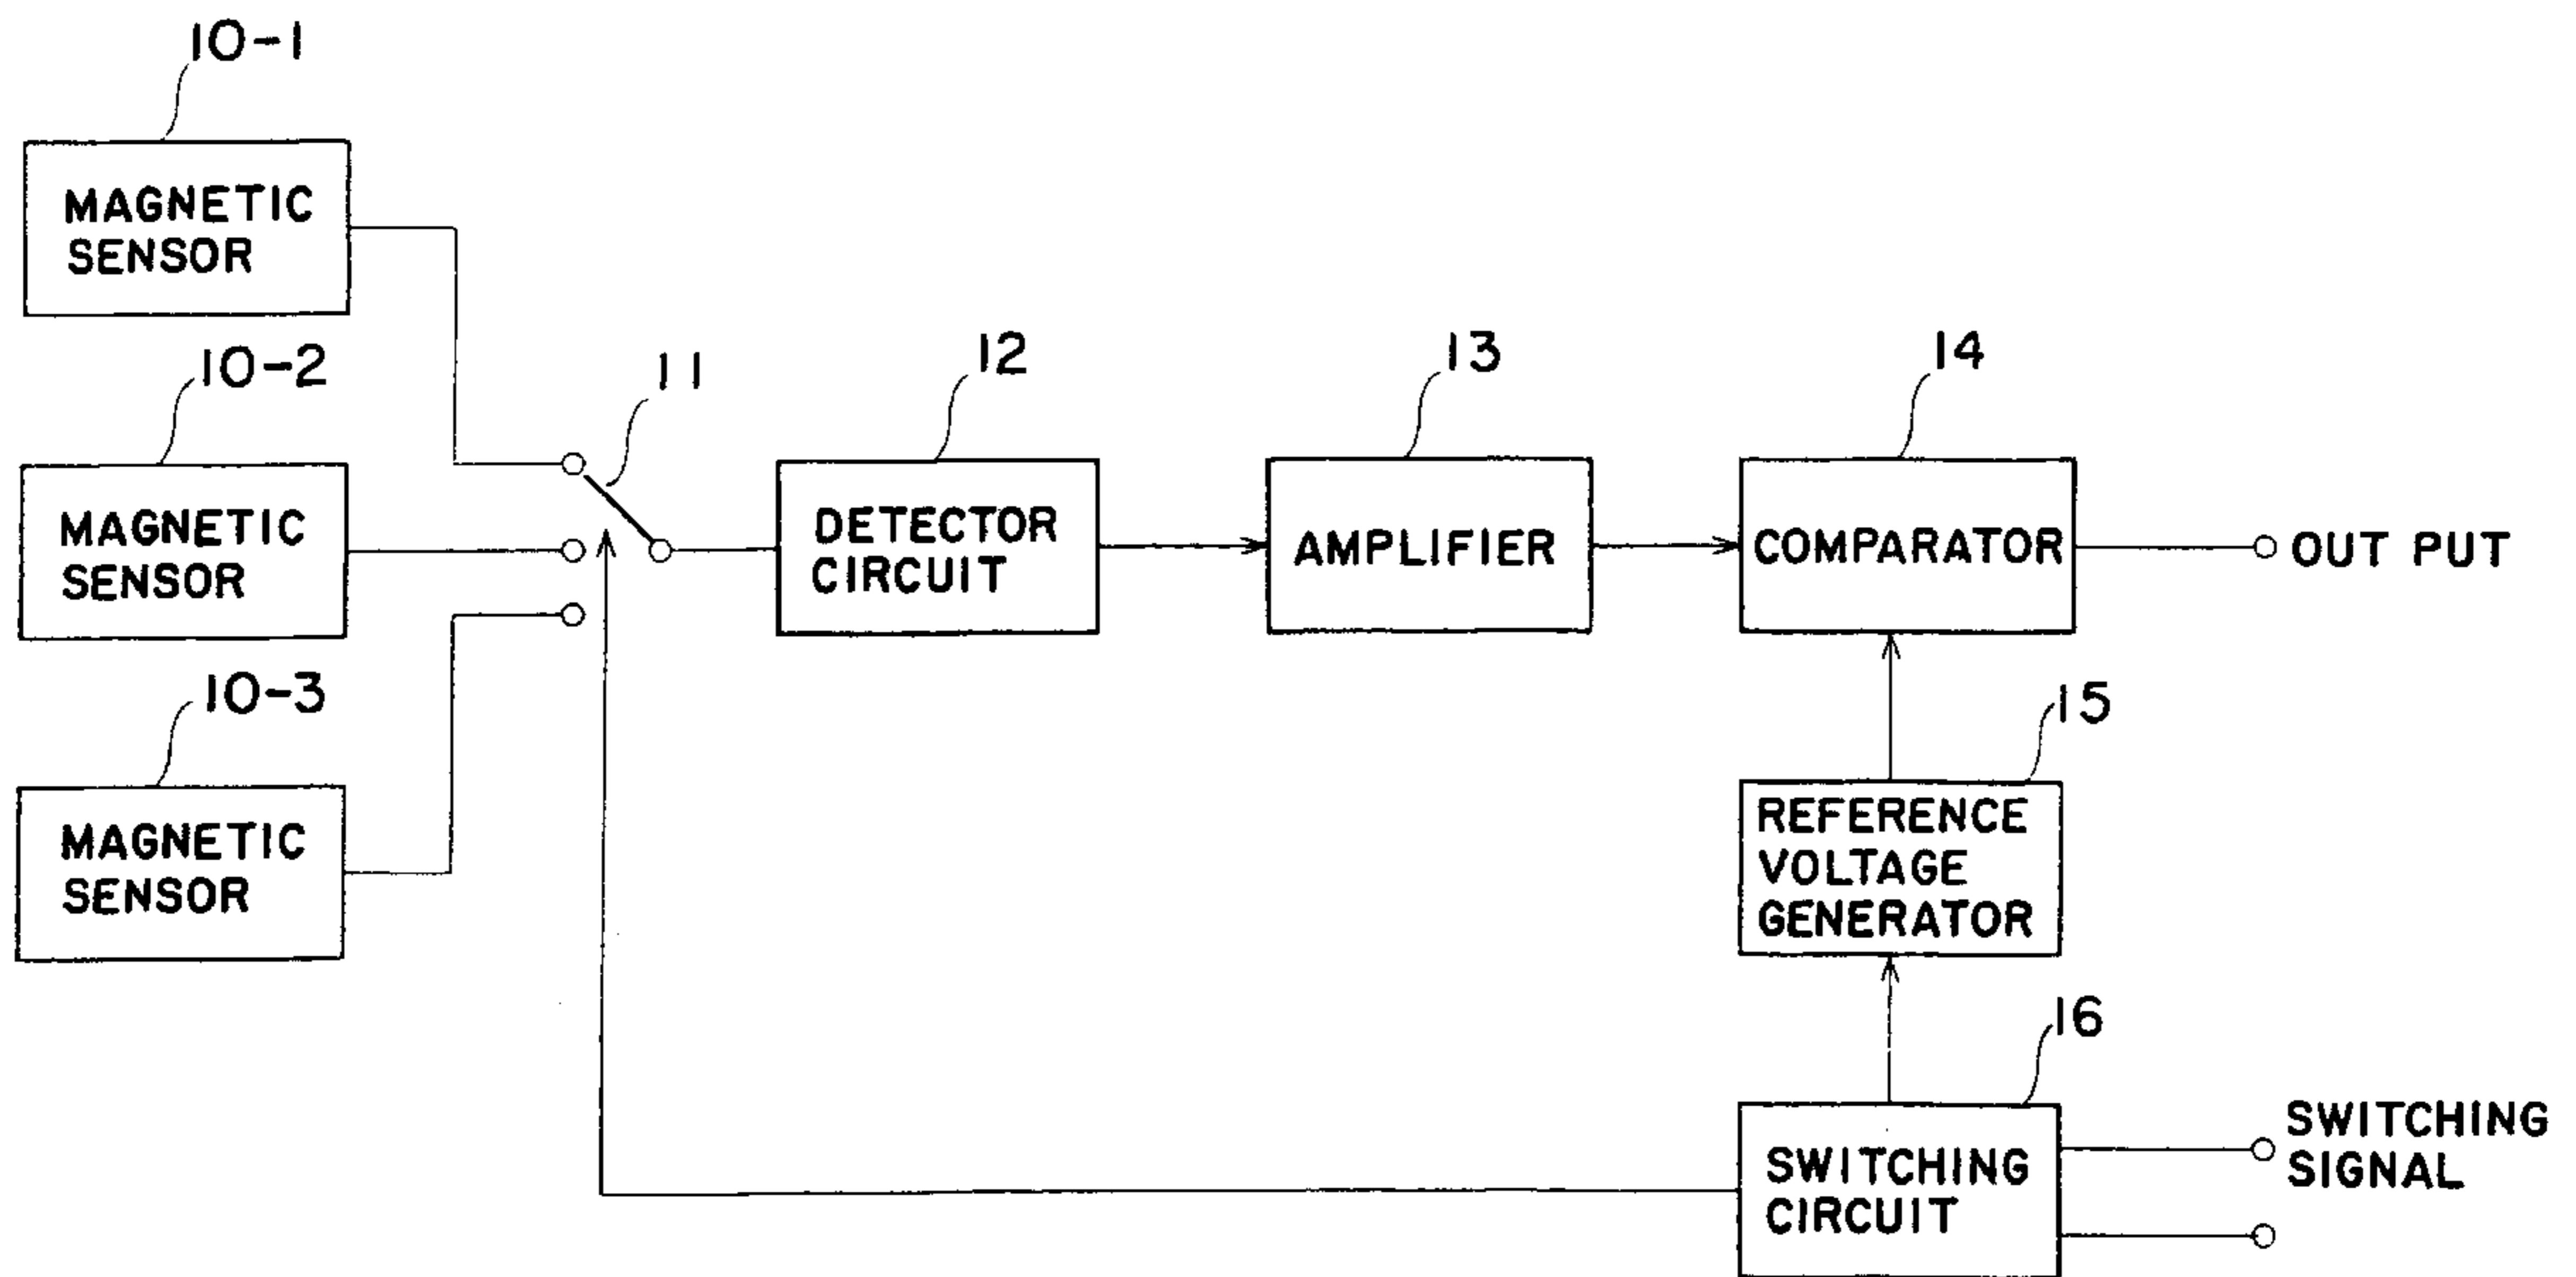 10-1
MAGNETIC
SENSOR
10-2
MAGNETIC
SENSOR
10-3
MAGNETIC
SENSOR
11
12
DETECTOR
CIRCUIT
13
AMPLIFIER
14
COMPARATOR
OUT PUT
15
REFERENCE
VOLTAGE
GENERATOR
16
SWITCHING
CIRCUIT
SWITCHING
SIGNAL